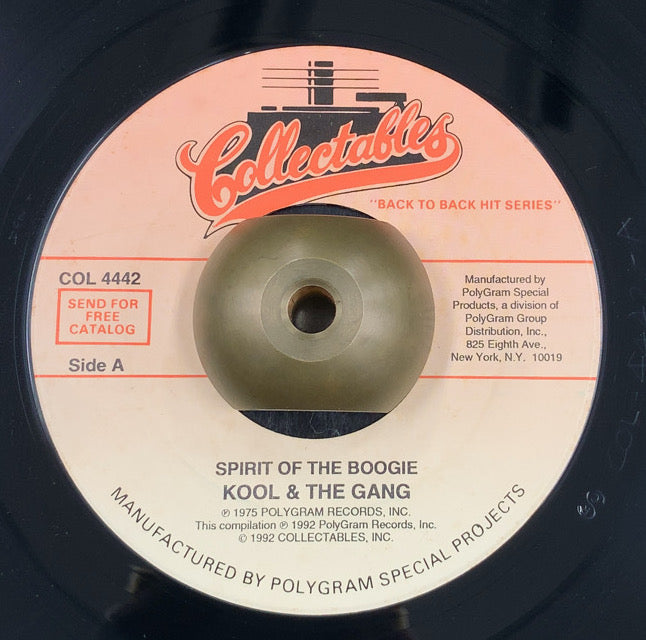 Collectables
"BACK TO BACK HIT SERIES"
COL 4442
SEND FOR
FREE
CATALOG
Side A
Manufactured by
PolyGram Special
Products, a division of
PolyGram Group
Distribution, Inc.,
825 Eighth Ave.,
New York, N.Y. 10019
SPIRIT OF THE BOOGIE
KOOL & THE GANG
℗ 1975 POLYGRAM RECORDS, INC.
This compilation ℗ 1992 PolyGram Records, Inc.
© 1992 COLLECTABLES, INC.
MANUFACTURED BY POLYGRAM SPECIAL PROJECTS